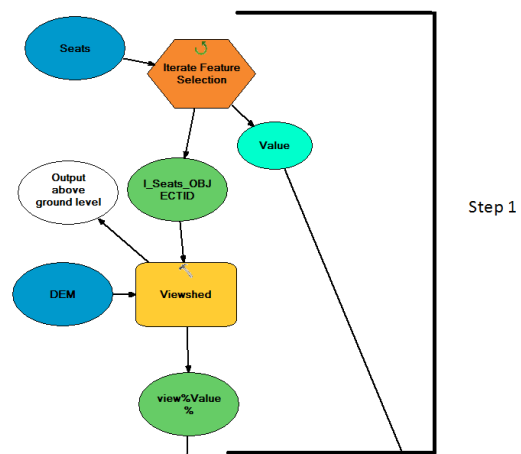 Seats
Iterate Feature
Selection
Value
Output
above
ground level
I_Seats_OBJ
ECTID
Step 1
DEM
Viewshed
view%Value
%